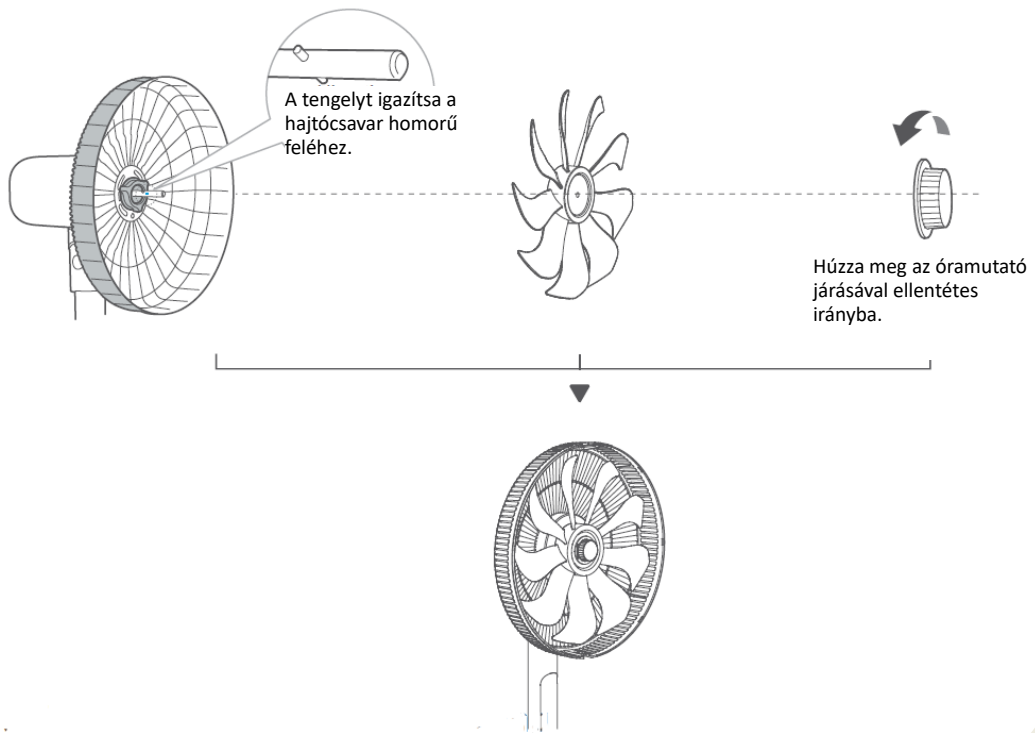 A tengelyt igazítsa a
hajtócsavar homorú
feléhez.
Húzza meg az óramutató
járásával ellentétes
irányba.